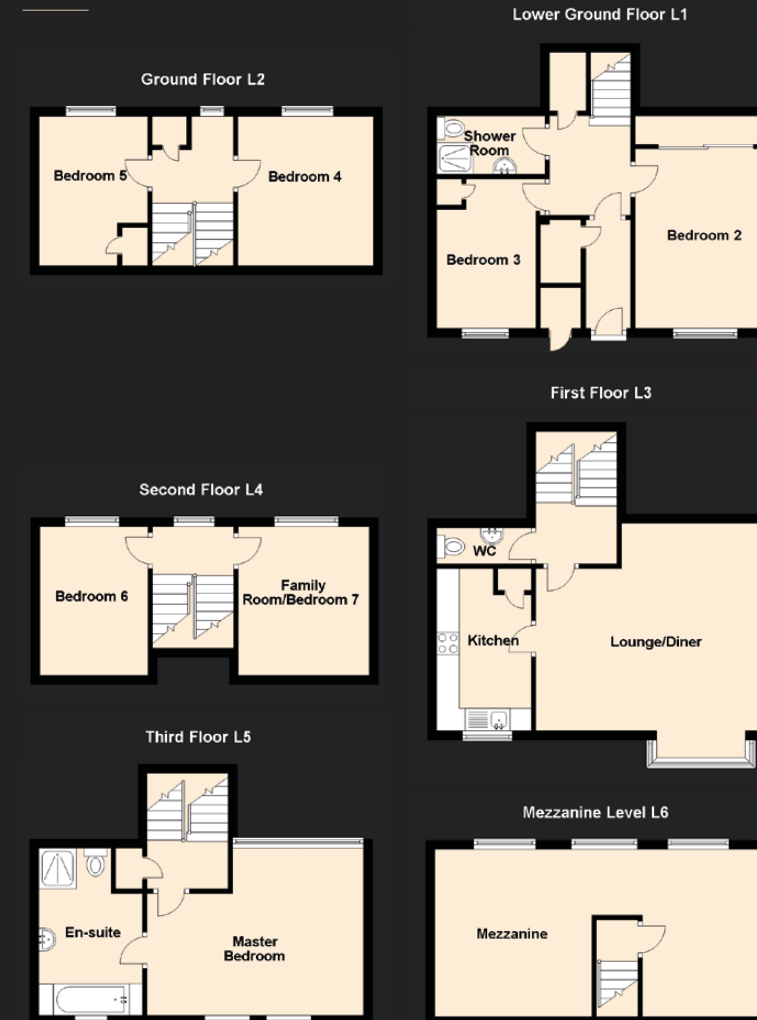 Lower Ground Floor L1
Shower
Room
Bedroom 3
Bedroom 2
Ground Floor L2
Bedroom 5
Bedroom 4
First Floor L3
WC
Kitchen
Lounge/Diner
Second Floor L4
Bedroom 6
Family
Room/Bedroom 7
Third Floor L5
En-suite
Master
Bedroom
Mezzanine Level L6
Mezzanine